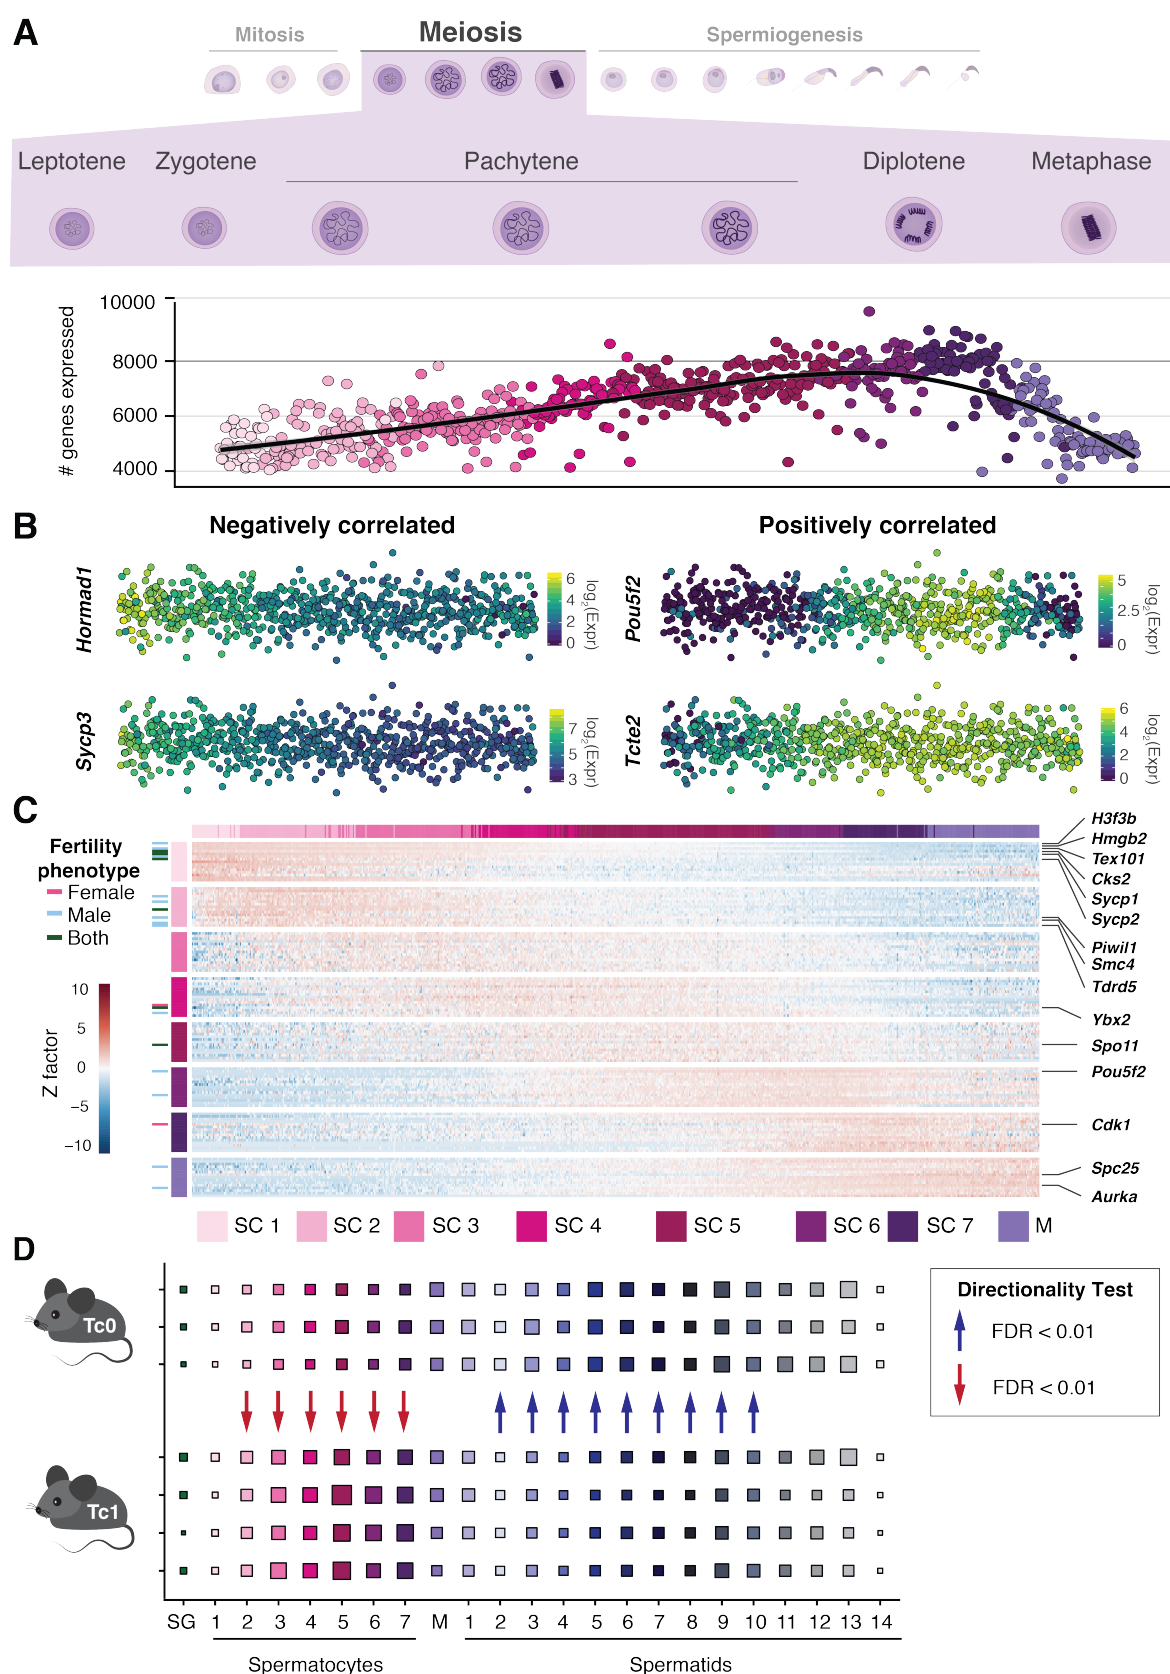 A
Mitosis
Meiosis
Spermiogenesis
Leptotene
Zygotene
Pachytene
Diplotene
Metaphase
# genes expressed
10000
8000
6000
4000
B
Negatively correlated
Positively correlated
Hormad1
6
4
2
0
log2(Expr)
Pou5f2
5
2.5
0
log2(Expr)
Sycp3
7
5
3
log2(Expr)
Tcte2
6
4
2
0
log2(Expr)
C
Fertility
phenotype
Female
Male
Both
Z factor
10
5
0
−5
−10
H3f3b
Hmgb2
Tex101
Cks2
Sycp1
Sycp2
Piwil1
Smc4
Tdrd5
Ybx2
Spo11
Pou5f2
Cdk1
Spc25
Aurka
SC 1
SC 2
SC 3
SC 4
SC 5
SC 6
SC 7
M
D
Tc0
Tc1
Directionality Test
FDR < 0.01
FDR < 0.01
SG 1 2 3 4 5 6 7 M 1 2 3 4 5 6 7 8 9 10 11 12 13 14
Spermatocytes
Spermatids